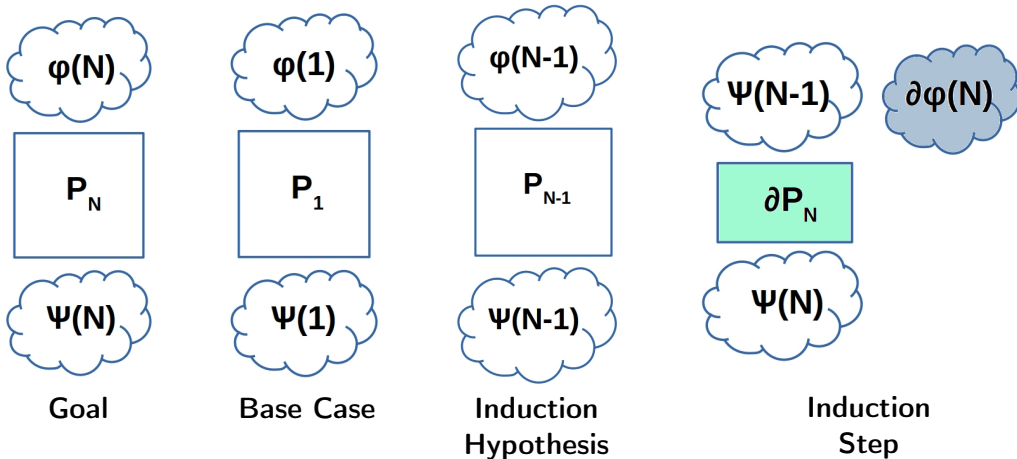 φ(N)
P_N
Ψ(N)
Goal
φ(1)
P_1
Ψ(1)
Base Case
φ(N-1)
P_N-1
Ψ(N-1)
Induction
Hypothesis
Ψ(N-1)
∂φ(N)
∂P_N
Ψ(N)
Induction
Step